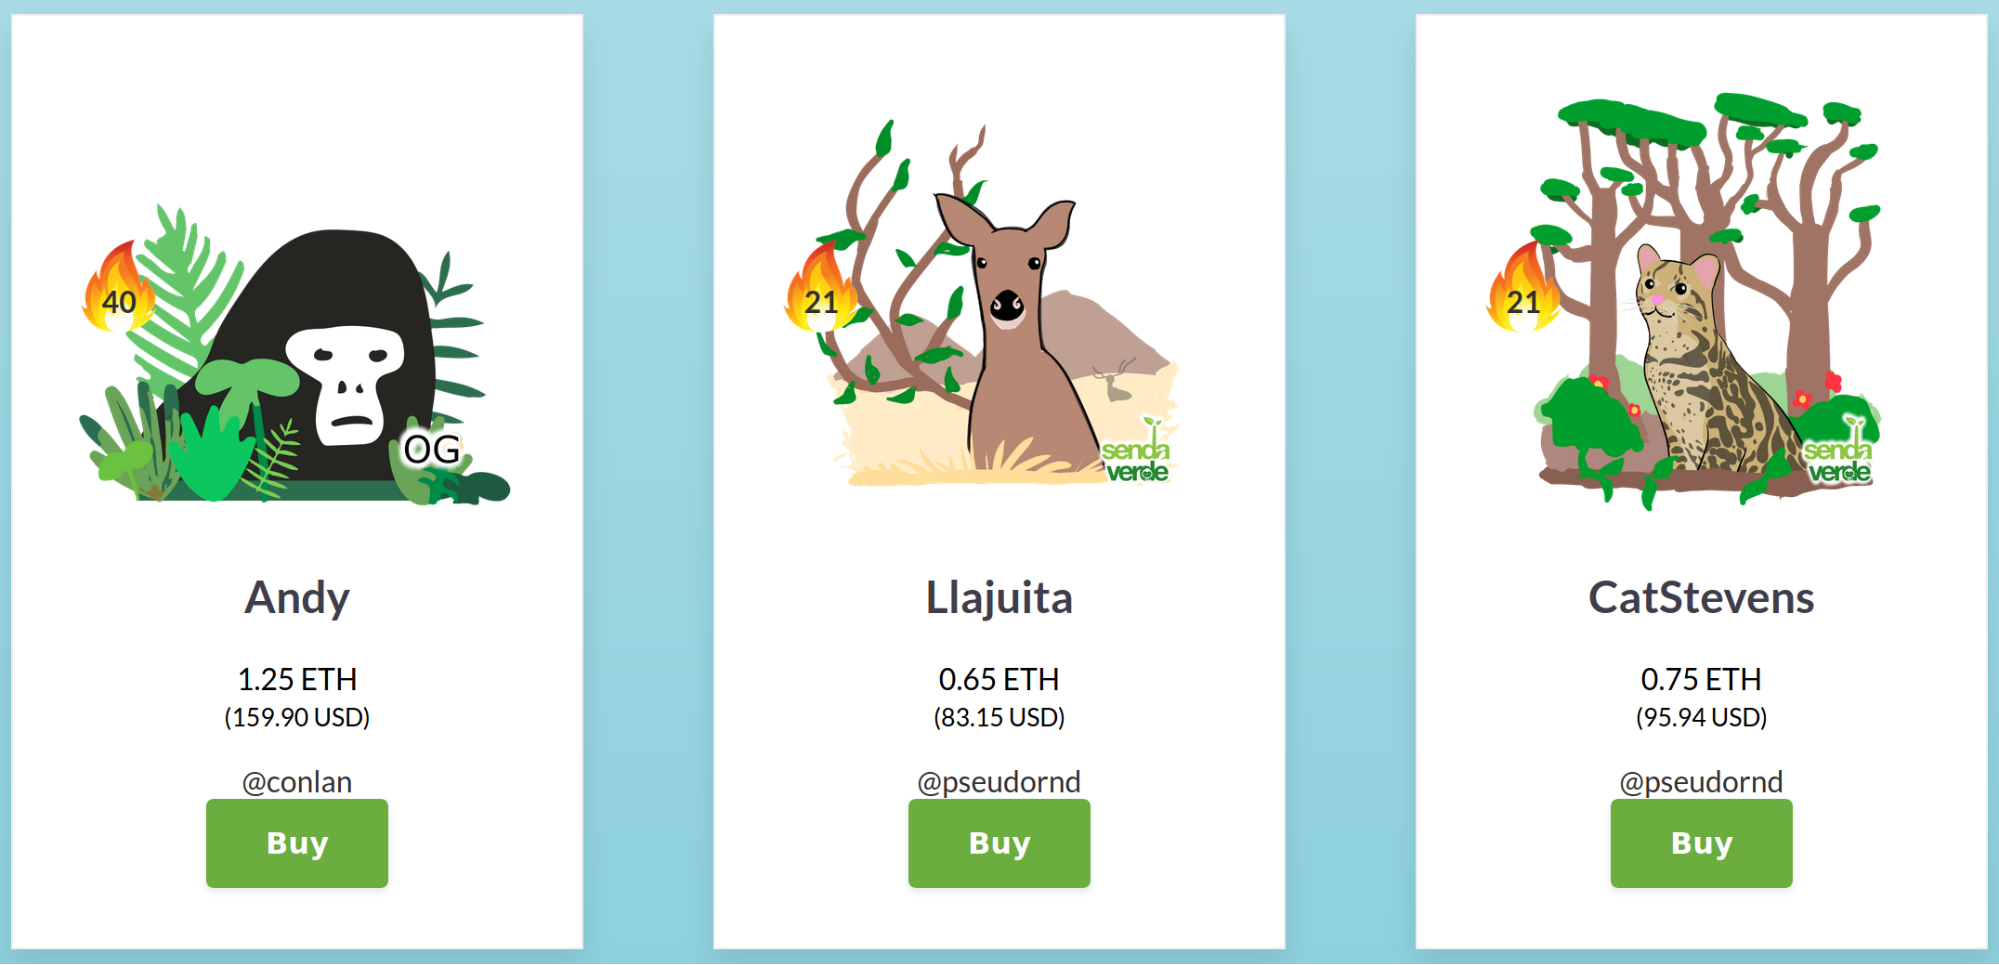 40
OG
Andy
1.25 ETH
(159.90 USD)
@conlan
Buy
21
senda
verde
Llajuita
0.65 ETH
(83.15 USD)
@pseudornd
Buy
21
senda
verde
CatStevens
0.75 ETH
(95.94 USD)
@pseudornd
Buy